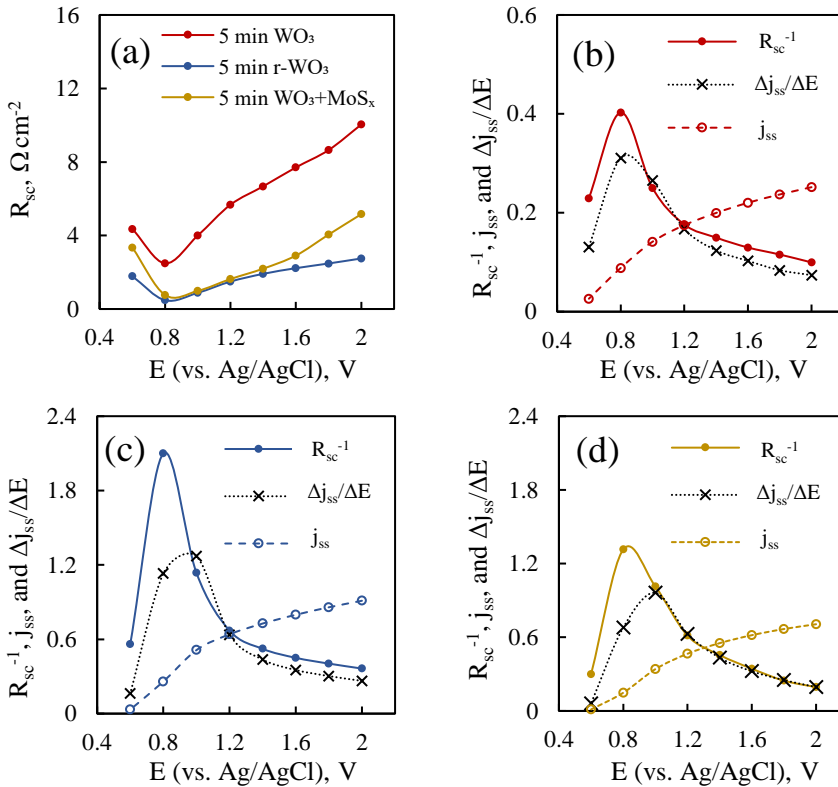 (a)
5 min WO₃
5 min r-WO₃
5 min WO₃+MoSₓ
R_sc, Ω cm⁻²
16
12
8
4
0
0.4 0.8 1.2 1.6 2
E (vs. Ag/AgCl), V
(b)
R_sc⁻¹
Δj_ss/ΔE
j_ss
R_sc⁻¹, j_ss, and Δj_ss/ΔE
0.6
0.4
0.2
0
0.4 0.8 1.2 1.6 2
E (vs. Ag/AgCl), V
(c)
R_sc⁻¹
Δj_ss/ΔE
j_ss
R_sc⁻¹, j_ss, and Δj_ss/ΔE
2.4
1.8
1.2
0.6
0
0.4 0.8 1.2 1.6 2
E (vs. Ag/AgCl), V
(d)
R_sc⁻¹
Δj_ss/ΔE
j_ss
R_sc⁻¹, j_ss, and Δj_ss/ΔE
2.4
1.8
1.2
0.6
0
0.4 0.8 1.2 1.6 2
E (vs. Ag/AgCl), V